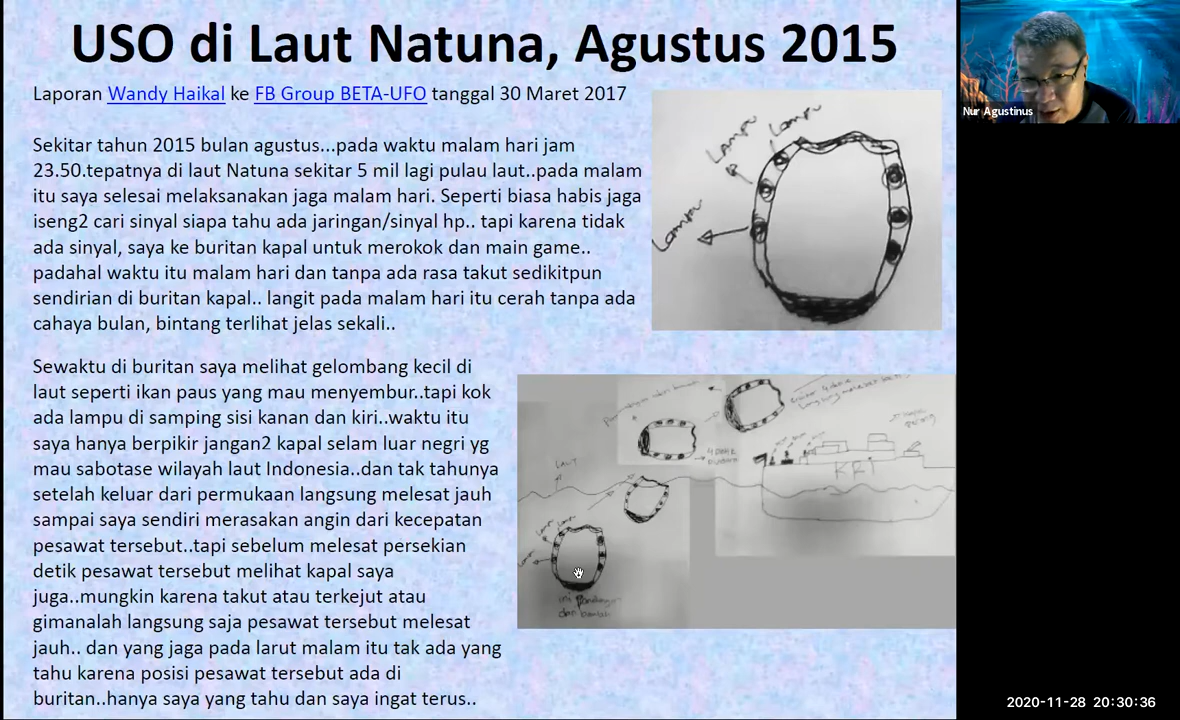 USO di Laut Natuna, Agustus 2015
Laporan Wandy Haikal ke FB Group BETA-UFO tanggal 30 Maret 2017
Sekitar tahun 2015 bulan agustus...pada waktu malam hari jam
23.50.tepatnya di laut Natuna sekitar 5 mil lagi pulau laut..pada malam
itu saya selesai melaksanakan jaga malam hari. Seperti biasa habis jaga
iseng2 cari sinyal siapa tahu ada jaringan/sinyal hp.. tapi karena tidak
ada sinyal, saya ke buritan kapal untuk merokok dan main game..
padahal waktu itu malam hari dan tanpa ada rasa takut sedikitpun
sendirian di buritan kapal.. langit pada malam hari itu cerah tanpa ada
cahaya bulan, bintang terlihat jelas sekali..
Sewaktu di buritan saya melihat gelombang kecil di
laut seperti ikan paus yang mau menyembur..tapi kok
ada lampu di samping sisi kanan dan kiri..waktu itu
saya hanya berpikir jangan2 kapal selam luar negri yg
mau sabotase wilayah laut Indonesia..dan tak tahunya
setelah keluar dari permukaan langsung melesat jauh
sampai saya sendiri merasakan angin dari kecepatan
pesawat tersebut..tapi sebelum melesat persekian
detik pesawat tersebut melihat kapal saya
juga..mungkin karena takut atau terkejut atau
gimanalah langsung saja pesawat tersebut melesat
jauh.. dan yang jaga pada larut malam itu tak ada yang
tahu karena posisi pesawat tersebut ada di
buritan..hanya saya yang tahu dan saya ingat terus..
Lampu
Lampu
Lampu
LAUT
KRI
Nur Agustinus
2020-11-28 20:30:36